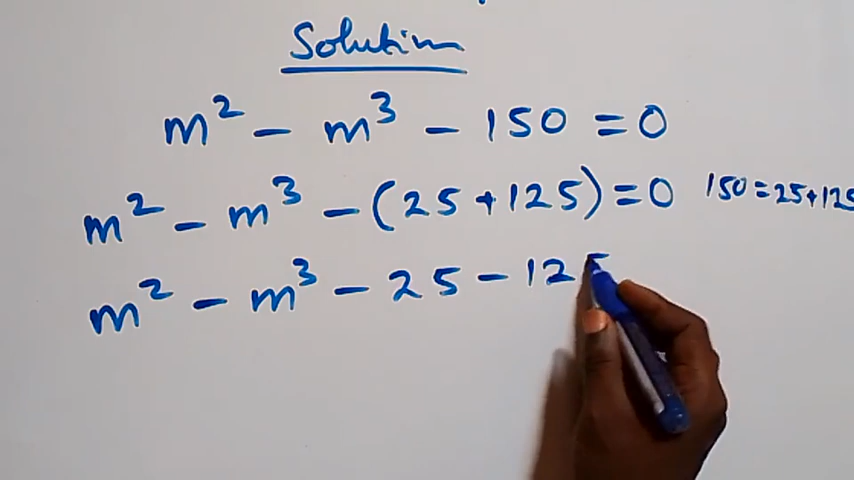 Solution
m² - m³ - 150 = 0
m² - m³ - (25 + 125) = 0 150 = 25 + 125
m² - m³ - 25 - 125